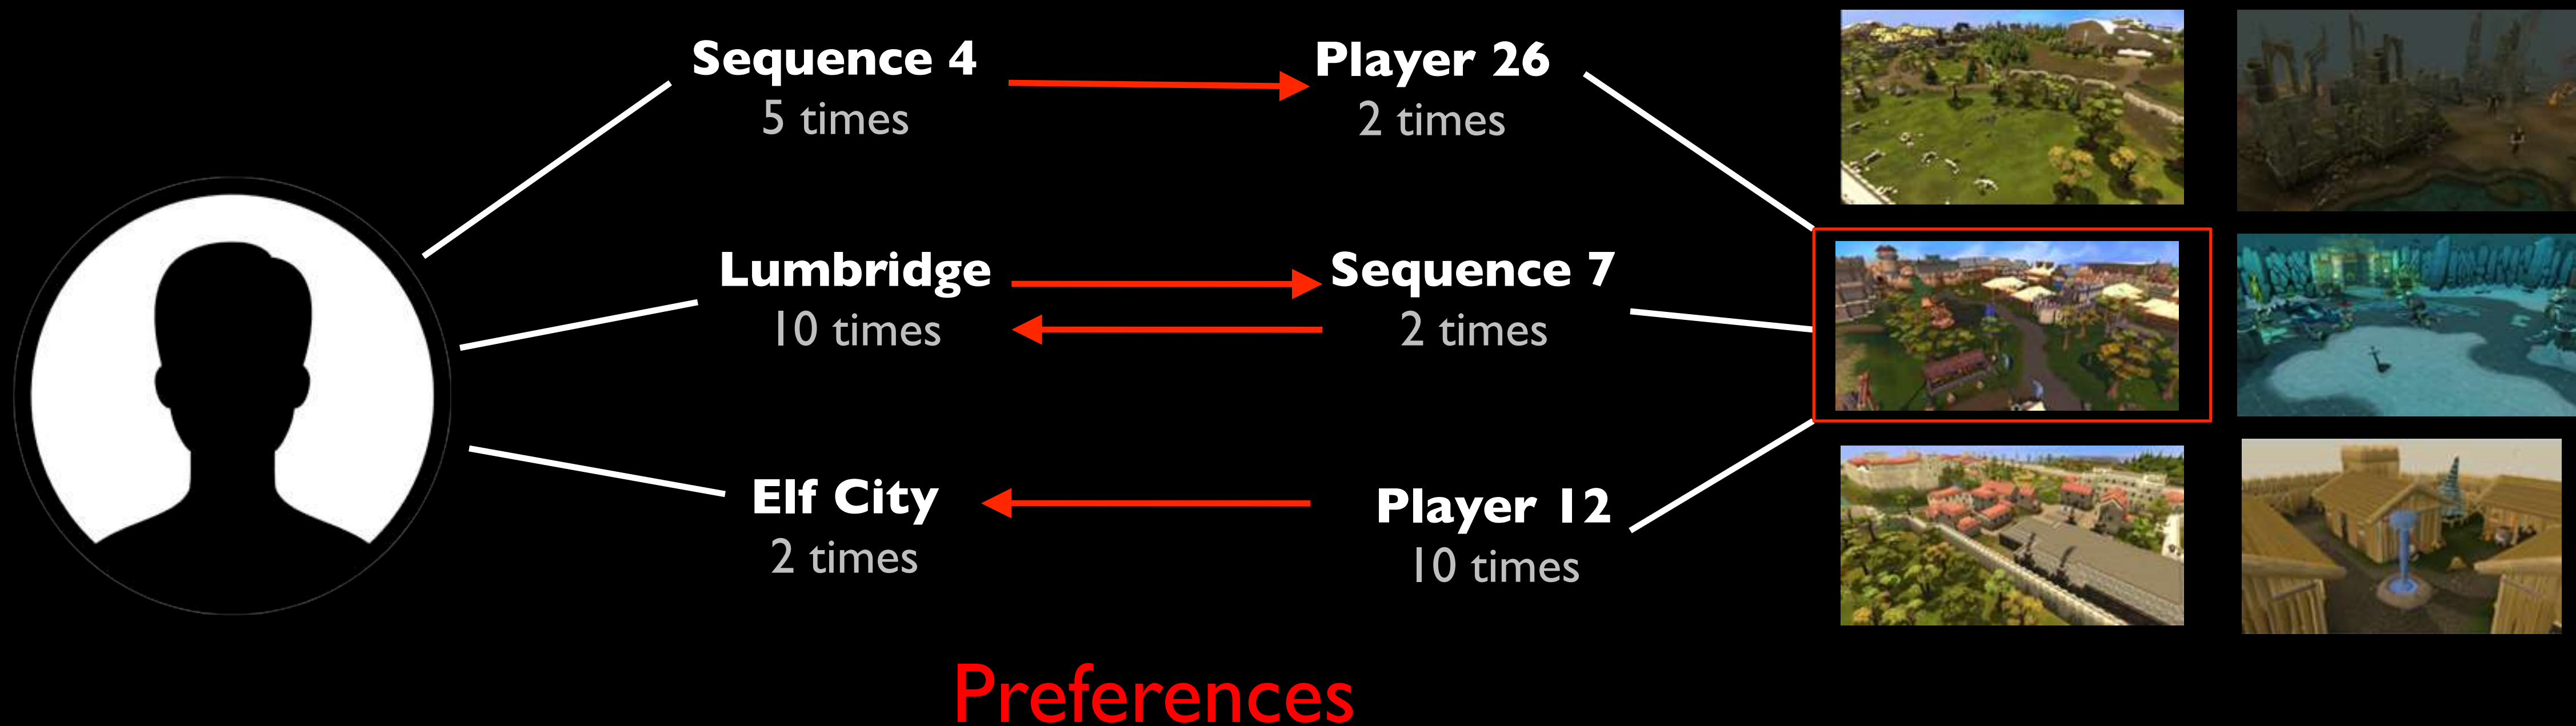 Sequence 4
5 times
Player 26
2 times
Lumbridge
10 times
Sequence 7
2 times
Elf City
2 times
Player 12
10 times
Preferences